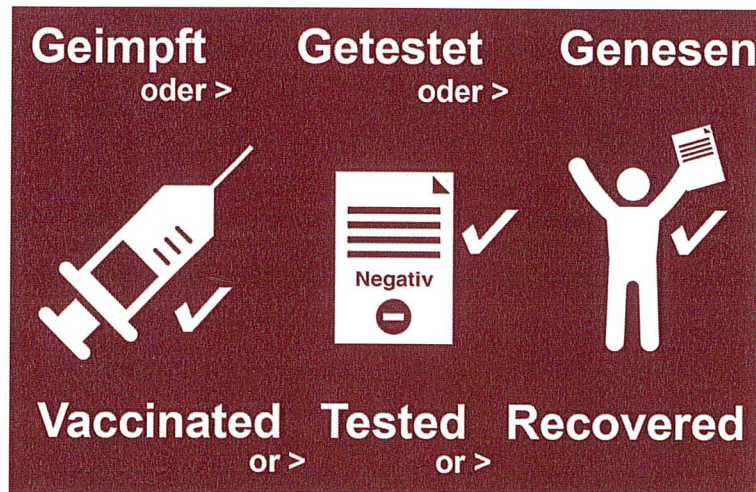 Geimpft Getestet Genesen
oder > oder >
Negativ
Vaccinated Tested Recovered
or > or >